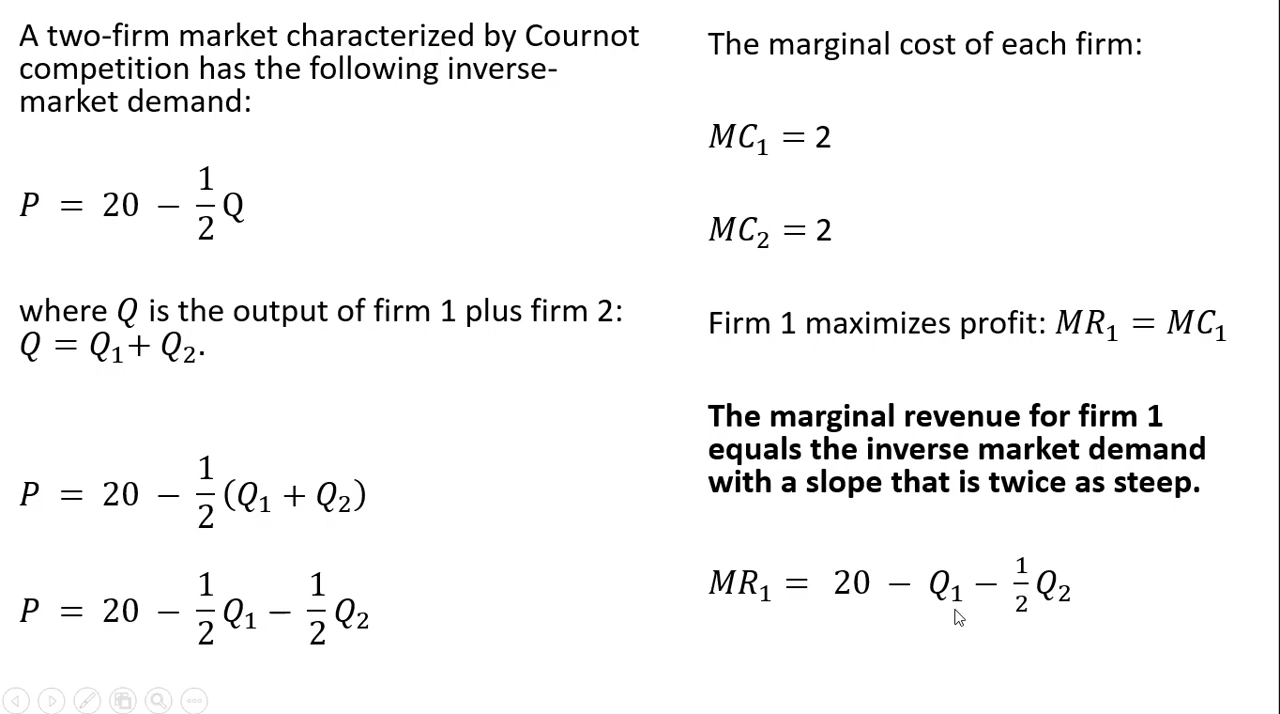 A two-firm market characterized by Cournot
competition has the following inverse-
market demand:
P = 20 − 1/2 Q
where Q is the output of firm 1 plus firm 2:
Q = Q₁+ Q₂.
P = 20 − 1/2 (Q₁ + Q₂)
P = 20 − 1/2 Q₁ − 1/2 Q₂
The marginal cost of each firm:
MC₁ = 2
MC₂ = 2
Firm 1 maximizes profit: MR₁ = MC₁
The marginal revenue for firm 1
equals the inverse market demand
with a slope that is twice as steep.
MR₁ = 20 − Q₁ − 1/2 Q₂